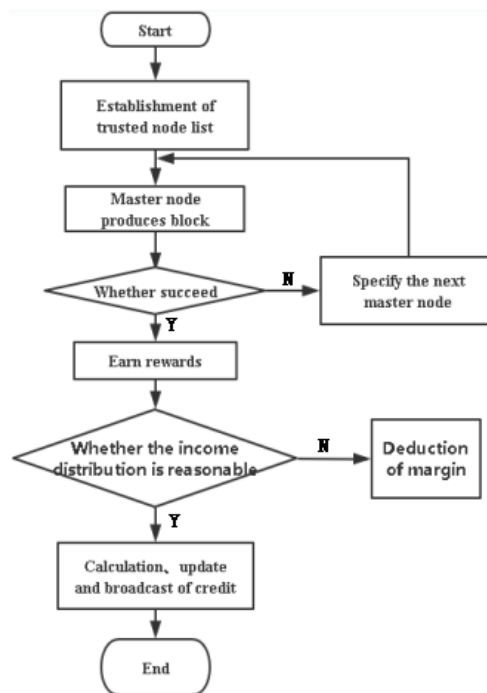 Start
Establishment of
trusted node list
Master node
produces block
Whether succeed
N
Specify the next
master node
Y
Earn rewards
Whether the income
distribution is reasonable
N
Deduction
of margin
Y
Calculation、update
and broadcast of credit
End